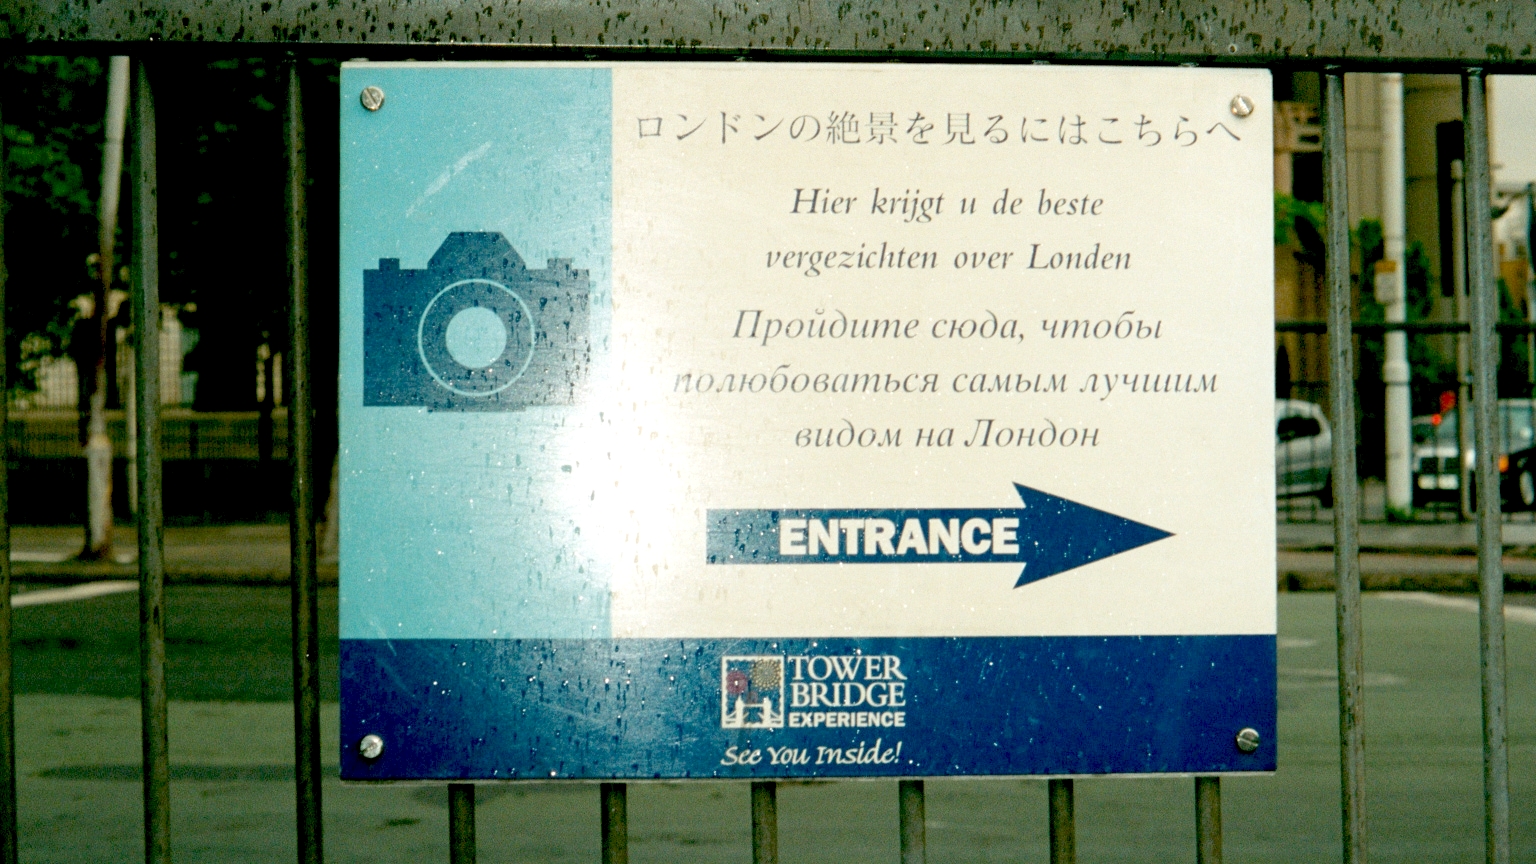 ロンドンの絶景を見るにはこちらへ
Hier krijgt u de beste
vergezichten over Londen
Пройдите сюда, чтобы
полюбоваться самым лучшим
видом на Лондон
ENTRANCE
TOWER
BRIDGE
EXPERIENCE
See You Inside!